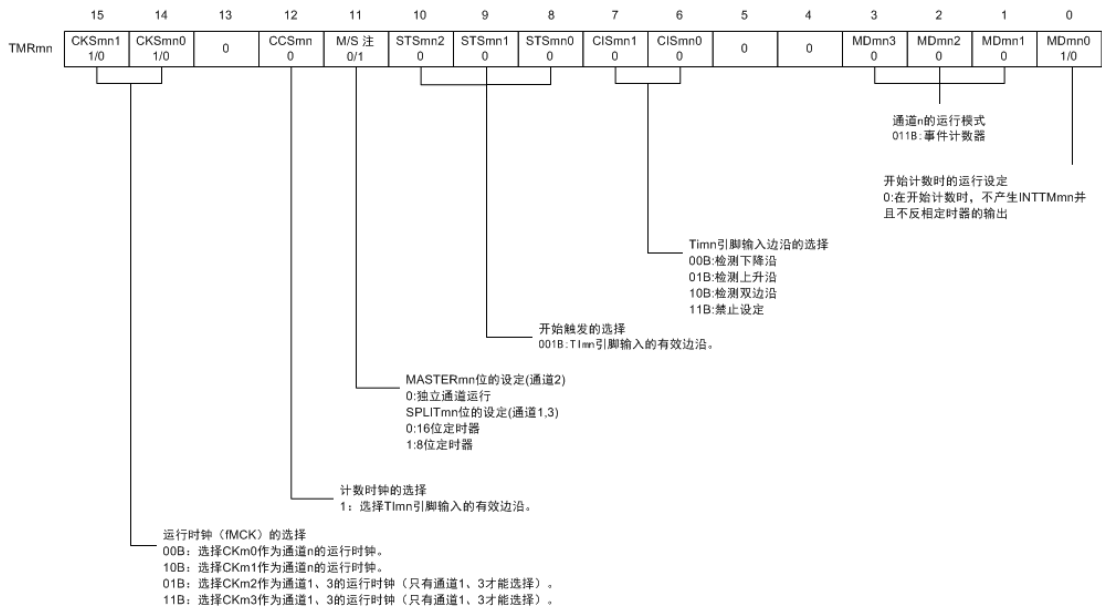 15 14 13 12 11 10 9 8 7 6 5 4 3 2 1 0
TMRmn CKSmn1 CKSmn0 0 CCSmn M/S 注 STSmn2 STSmn1 STSmn0 CISmn1 CISmn0 0 0 MDmn3 MDmn2 MDmn1 MDmn0
1/0 1/0 0 0/1 0 0 0 0 0 0 0 0 1/0
通道n的运行模式
011B:事件计数器
开始计数时的运行设定
0:在开始计数时，不产生INTTMmn并
且不反相定时器的输出
Timn引脚输入边沿的选择
00B:检测下降沿
01B:检测上升沿
10B:检测双边沿
11B:禁止设定
开始触发的选择
001B:TImn引脚输入的有效边沿。
MASTERmn位的设定(通道2)
0:独立通道运行
SPLITmn位的设定(通道1,3)
0:16位定时器
1:8位定时器
计数时钟的选择
1：选择TImn引脚输入的有效边沿。
运行时钟（fMCK）的选择
00B：选择CKm0作为通道n的运行时钟。
10B：选择CKm1作为通道n的运行时钟。
01B：选择CKm2作为通道1、3的运行时钟（只有通道1、3才能选择）。
11B：选择CKm3作为通道1、3的运行时钟（只有通道1、3才能选择）。